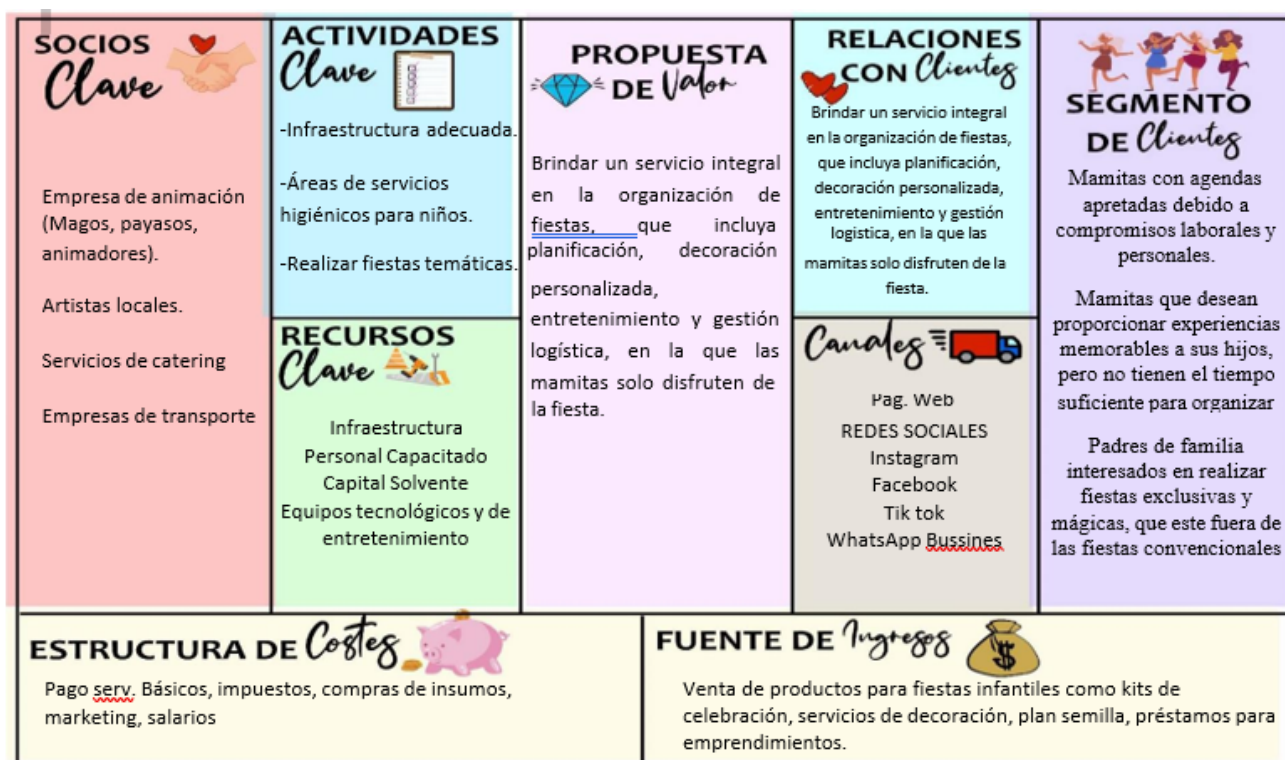 SOCIOS
Clave
Empresa de animación
(Magos, payasos,
animadores).
Artistas locales.
Servicios de catering
Empresas de transporte
ACTIVIDADES
Clave
-Infraestructura adecuada.
-Áreas de servicios
higiénicos para niños.
-Realizar fiestas temáticas.
RECURSOS
Clave
Infraestructura
Personal Capacitado
Capital Solvente
Equipos tecnológicos y de
entretenimiento
PROPUESTA
DE Valor
Brindar un servicio integral
en la organización de
fiestas, que incluya
planificación, decoración
personalizada,
entretenimiento y gestión
logística, en la que las
mamitas solo disfruten de
la fiesta.
RELACIONES
CON Clientes
Brindar un servicio integral
en la organización de fiestas,
que incluya planificación,
decoración personalizada,
entretenimiento y gestión
logistica, en la que las
mamitas solo disfruten de la
fiesta.
Canales
Pag. Web
REDES SOCIALES
Instagram
Facebook
Tik tok
WhatsApp Bussines
SEGMENTO
DE Clientes
Mamitas con agendas
apretadas debido a
compromisos laborales y
personales.
Mamitas que desean
proporcionar experiencias
memorables a sus hijos,
pero no tienen el tiempo
suficiente para organizar
Padres de familia
interesados en realizar
fiestas exclusivas y
mágicas, que este fuera de
las fiestas convencionales
ESTRUCTURA DE Costes
Pago serv. Básicos, impuestos, compras de insumos,
marketing, salarios
FUENTE DE Ingresos
Venta de productos para fiestas infantiles como kits de
celebración, servicios de decoración, plan semilla, préstamos para
emprendimientos.